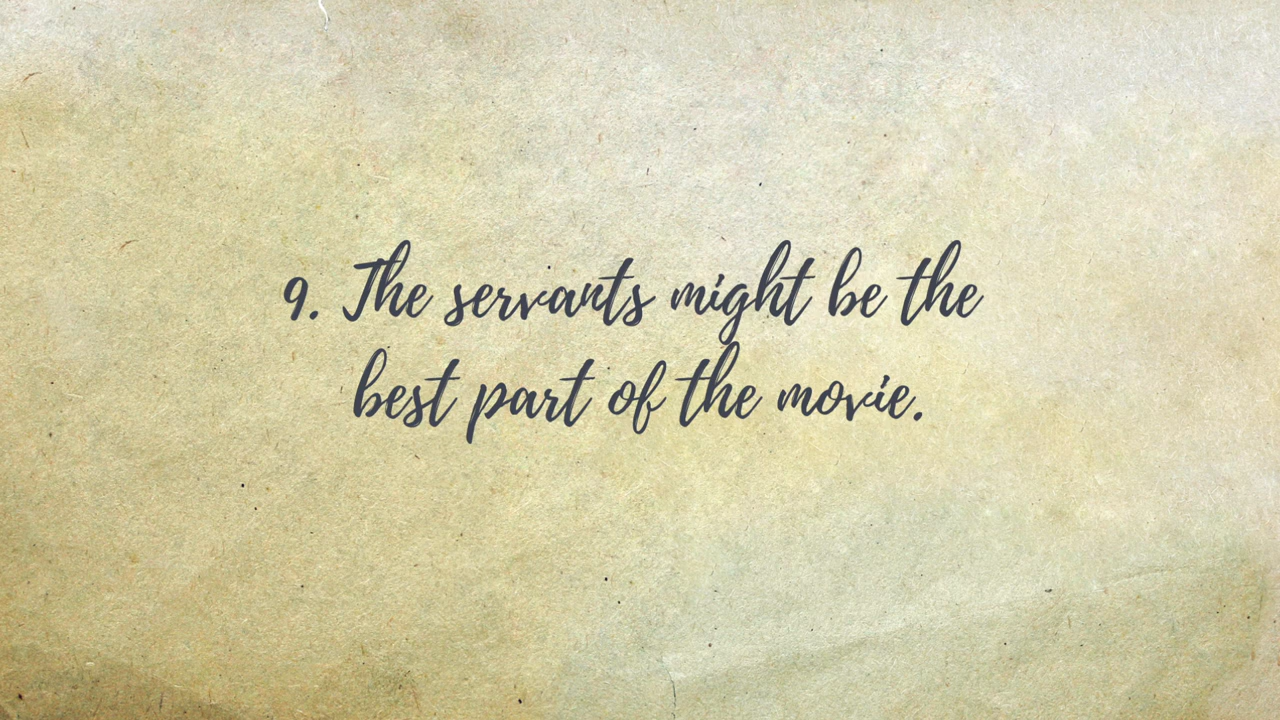 9. The servants might be the
best part of the movie.